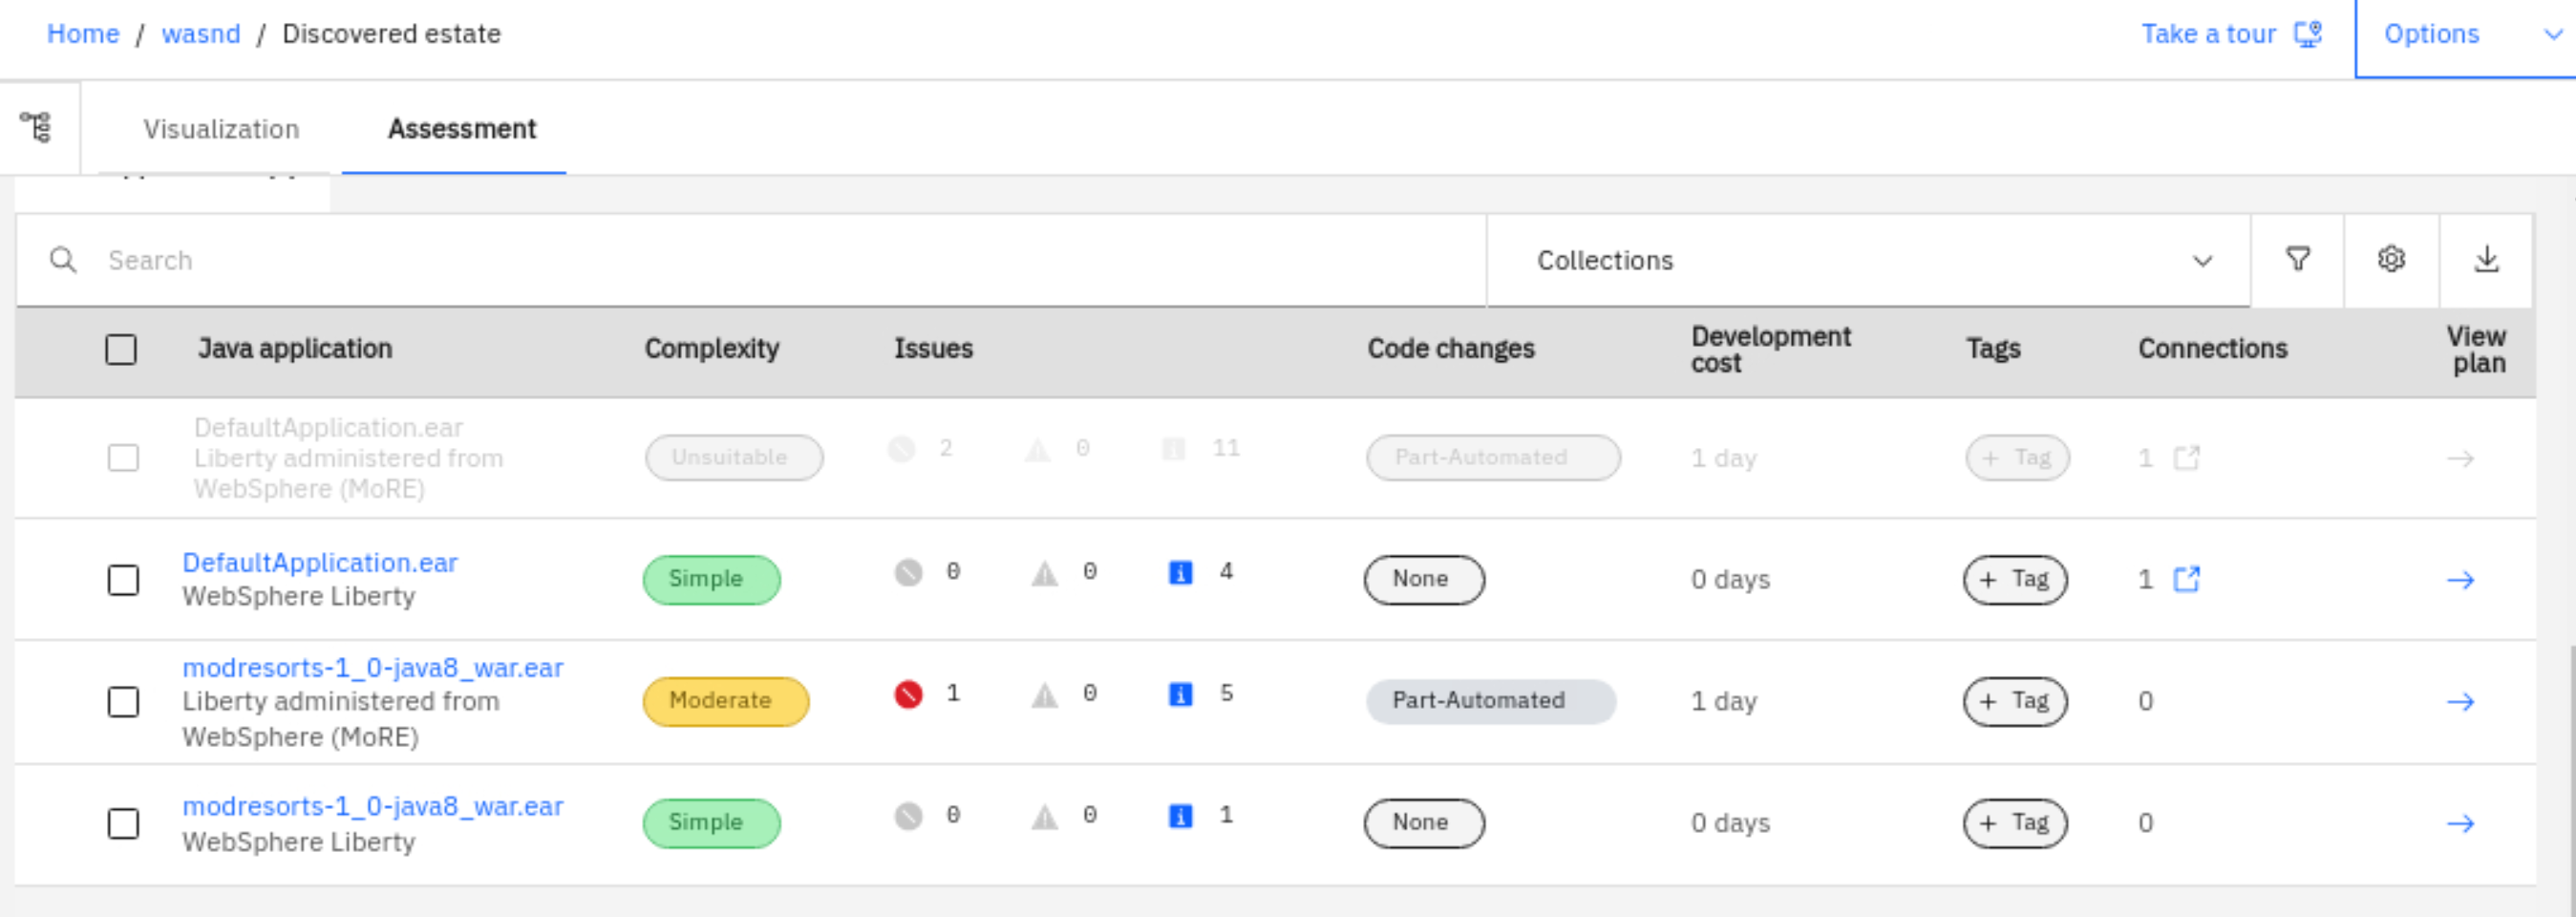 Home / wasnd / Discovered estate
Take a tour
Options
Visualization
Assessment
Search
Collections
Java application
Complexity
Issues
Code changes
Development
cost
Tags
Connections
View
plan
DefaultApplication.ear
Liberty administered from
WebSphere (MoRE)
Unsuitable
2
0
11
Part-Automated
1 day
+ Tag
1
DefaultApplication.ear
WebSphere Liberty
Simple
0
0
4
None
0 days
+ Tag
1
modresorts-1_0-java8_war.ear
Liberty administered from
WebSphere (MoRE)
Moderate
1
0
5
Part-Automated
1 day
+ Tag
0
modresorts-1_0-java8_war.ear
WebSphere Liberty
Simple
0
0
1
None
0 days
+ Tag
0